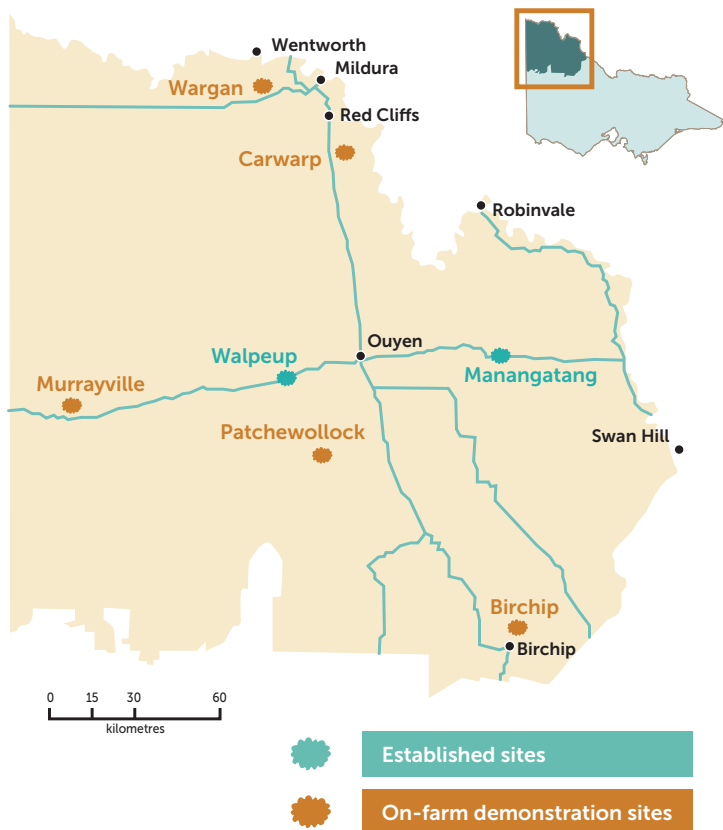 Wentworth
Mildura
Wargan
Red Cliffs
Carwarp
Robinvale
Ouyen
Walpeup
Manangatang
Murrayville
Patchewollock
Swan Hill
Birchip
Birchip
0 15 30 60
kilometres
Established sites
On-farm demonstration sites